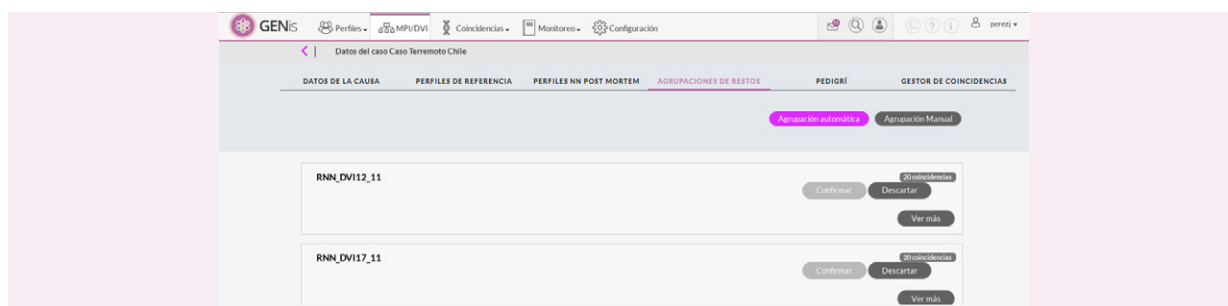 GENis Perfiles MPI/DVI Coincidencias Monitoreo Configuración perezj
Datos del caso Caso Terremoto Chile
DATOS DE LA CAUSA PERFILES DE REFERENCIA PERFILES NN POST MORTEM AGRUPACIONES DE RESTOS PEDIGRÍ GESTOR DE COINCIDENCIAS
Agrupación automática Agrupación Manual
RNN_DVI12_11 20 coincidencias
Confirmar Descartar
Ver más
RNN_DVI17_11 20 coincidencias
Confirmar Descartar
Ver más